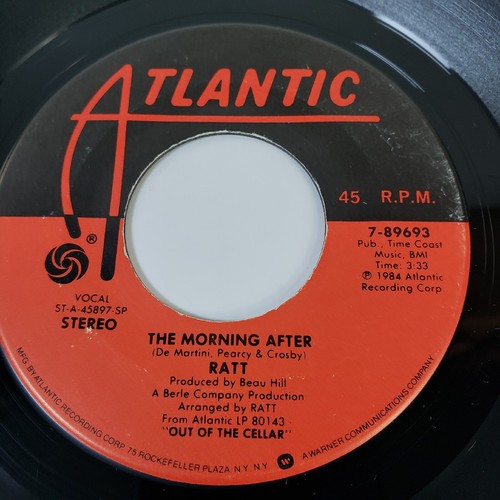 ATLANTIC
45 R.P.M.
®
7-89693
Pub., Time Coast
Music, BMI
Time: 3:33
℗ 1984 Atlantic
Recording Corp.
VOCAL
ST-A-45897-SP
STEREO
THE MORNING AFTER
(De Martini, Pearcy & Crosby)
RATT
Produced by Beau Hill
A Berle Company Production
Arranged by RATT
From Atlantic LP 80143
"OUT OF THE CELLAR"
MFG. BY ATLANTIC RECORDING CORP. 75 ROCKEFELLER PLAZA, N.Y., N.Y. W A WARNER COMMUNICATIONS COMPANY